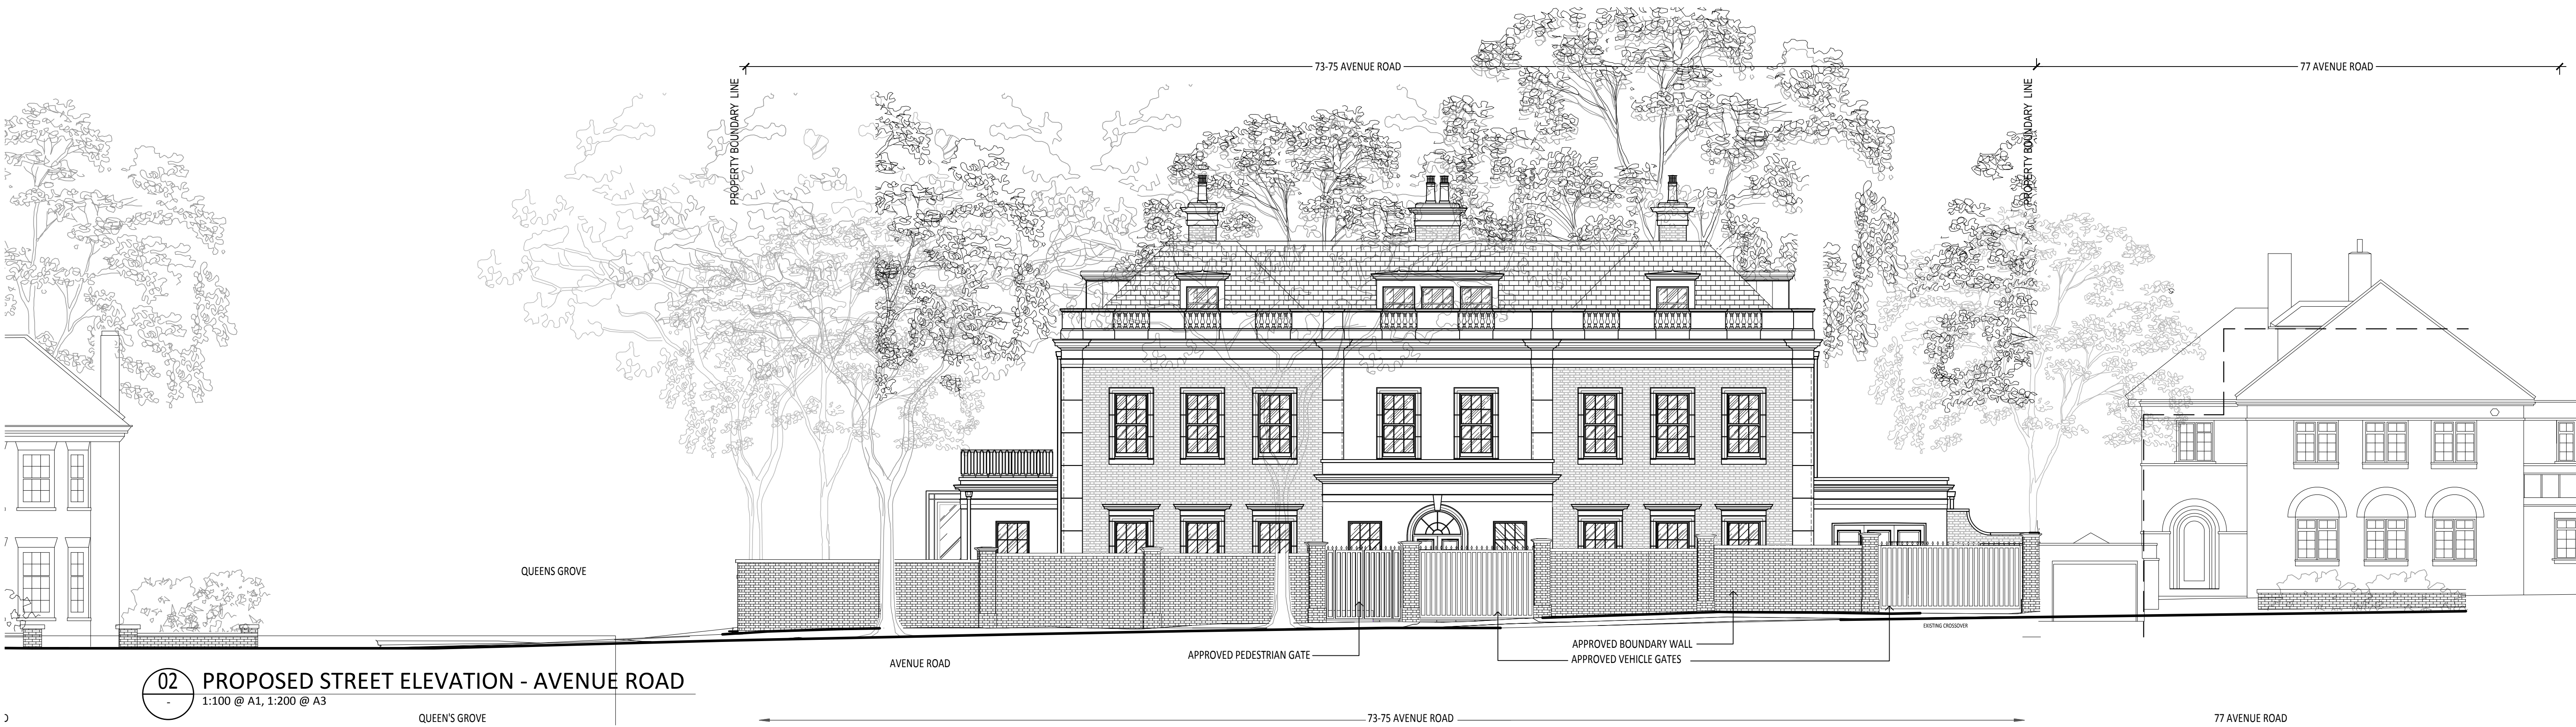 73-75 AVENUE ROAD
77 AVENUE ROAD
PROPERTY BOUNDARY LINE
PROPERTY BOUNDARY LINE
QUEENS GROVE
EXISTING CROSSOVER
APPROVED BOUNDARY WALL
APPROVED PEDESTRIAN GATE
APPROVED VEHICLE GATES
AVENUE ROAD
02
-
PROPOSED STREET ELEVATION - AVENUE ROAD
1:100 @ A1, 1:200 @ A3
QUEEN'S GROVE
73-75 AVENUE ROAD
77 AVENUE ROAD